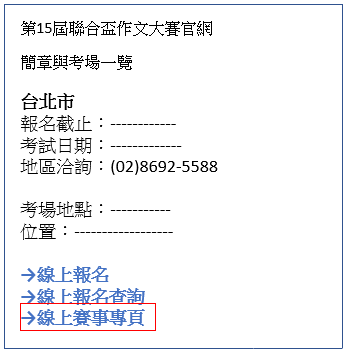 第15屆聯合盃作文大賽官網
簡章與考場一覽
台北市
報名截止：------------
考試日期：-------------
地區洽詢：(02)8692-5588
考場地點：-----------
位置：------------------
→線上報名
→線上報名查詢
→線上賽事專頁